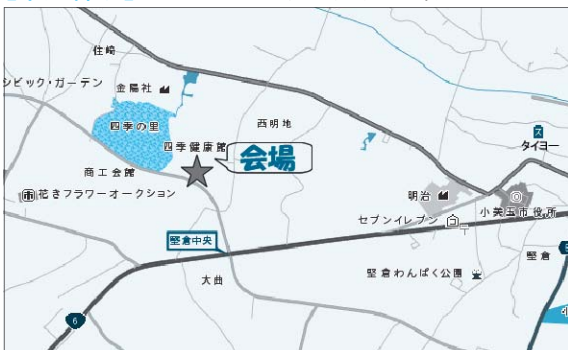 住崎
シビック・ガーデン
金陽社
四季の里
西明地
四季健康館
会場
タイヨー
商工会館
花きフラワーオークション
市
明治
小美玉市役所
セブンイレブン
堅倉中央
堅倉
堅倉わんぱく公園
大曲
6